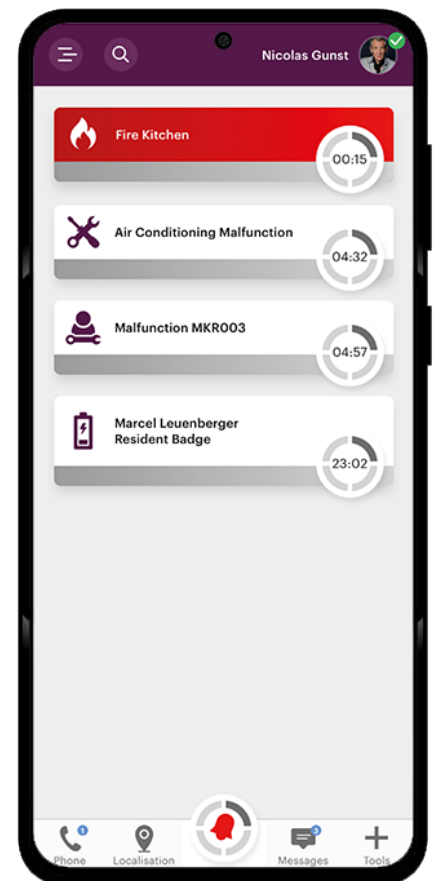 Nicolas Gunst
Fire Kitchen
00:15
Air Conditioning Malfunction
04:32
Malfunction MKR003
04:57
Marcel Leuenberger
Resident Badge
23:02
1
3
Phone
Localisation
Messages
Tools